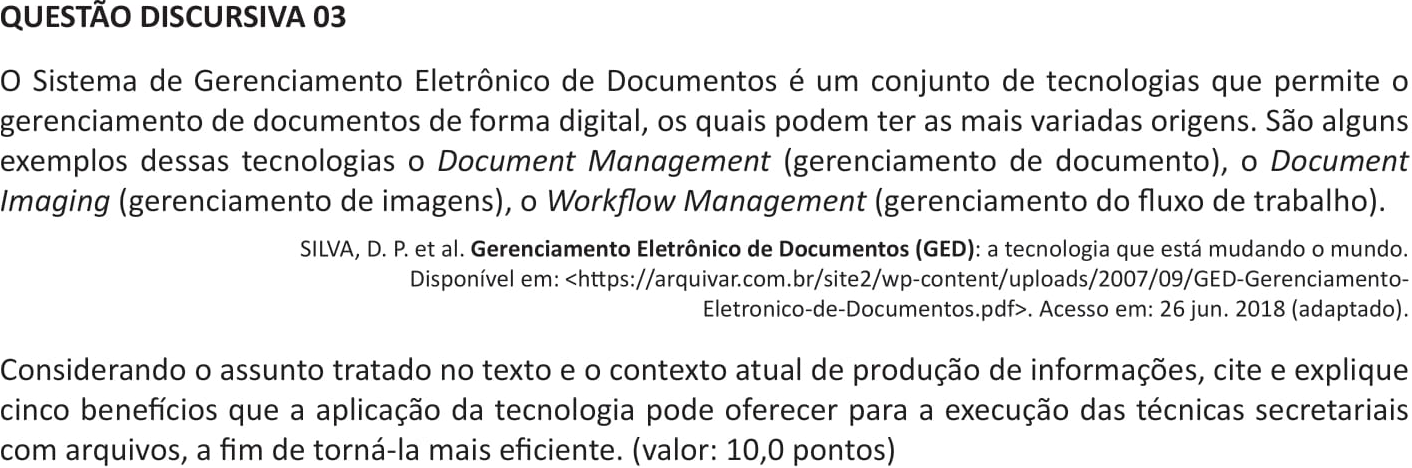 QUESTÃO DISCURSIVA 03
O Sistema de Gerenciamento Eletrônico de Documentos é um conjunto de tecnologias que permite o
gerenciamento de documentos de forma digital, os quais podem ter as mais variadas origens. São alguns
exemplos dessas tecnologias o Document Management (gerenciamento de documento), o Document
Imaging (gerenciamento de imagens), o Workflow Management (gerenciamento do fluxo de trabalho).
SILVA, D. P. et al. Gerenciamento Eletrônico de Documentos (GED): a tecnologia que está mudando o mundo.
Disponível em: <https://arquivar.com.br/site2/wp-content/uploads/2007/09/GED-Gerenciamento-
Eletronico-de-Documentos.pdf>. Acesso em: 26 jun. 2018 (adaptado).
Considerando o assunto tratado no texto e o contexto atual de produção de informações, cite e explique
cinco benefícios que a aplicação da tecnologia pode oferecer para a execução das técnicas secretariais
com arquivos, a fim de torná-la mais eficiente. (valor: 10,0 pontos)